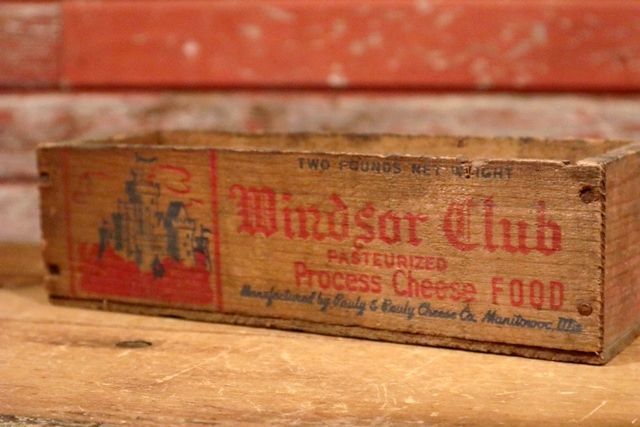 TWO POUNDS NET WEIGHT
Windsor Club
PASTEURIZED
Process Cheese FOOD
Manufactured by Pauly & Pauly Cheese Co. Manitowoc, Wis.